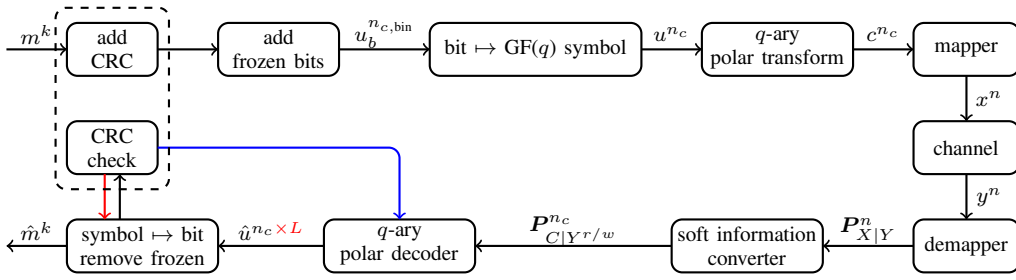 m^k
add
CRC
add
frozen bits
u_b^{n_{c,bin}}
bit ↦ GF(q) symbol
u^{n_c}
q-ary
polar transform
c^{n_c}
mapper
x^n
CRC
check
channel
y^n
m̂^k
symbol ↦ bit
remove frozen
û^{n_c × L}
q-ary
polar decoder
P^{n_c}_{C|Y^{r/w}}
soft information
converter
P^n_{X|Y}
demapper